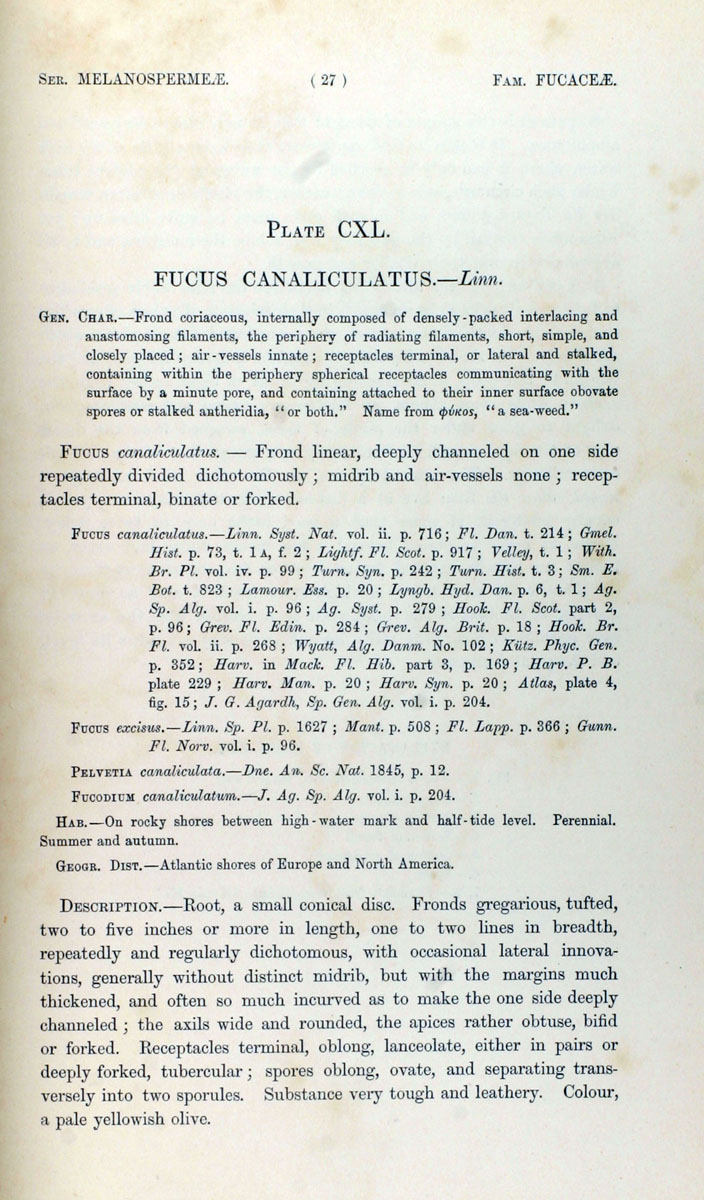 Ser. MELANOSPERMEÆ. ( 27 ) Fam. FUCACEÆ.
Plate CXL.
FUCUS CANALICULATUS.—Linn.
Gen. Char.—Frond coriaceous, internally composed of densely-packed interlacing and
anastomosing filaments, the periphery of radiating filaments, short, simple, and
closely placed ; air-vessels innate ; receptacles terminal, or lateral and stalked,
containing within the periphery spherical receptacles communicating with the
surface by a minute pore, and containing attached to their inner surface obovate
spores or stalked antheridia, “or both.” Name from φύκος, “a sea-weed.”
Fucus canaliculatus. — Frond linear, deeply channeled on one side
repeatedly divided dichotomously ; midrib and air-vessels none ; recep-
tacles terminal, binate or forked.
Fucus canaliculatus.—Linn. Syst. Nat. vol. ii. p. 716 ; Fl. Dan. t. 214 ; Gmel.
Hist. p. 73, t. 1 A, f. 2 ; Lightf. Fl. Scot. p. 917 ; Velley, t. 1 ; With.
Br. Pl. vol. iv. p. 99 ; Turn. Syn. p. 242 ; Turn. Hist. t. 3 ; Sm. E.
Bot. t. 823 ; Lamour. Ess. p. 20 ; Lyngb. Hyd. Dan. p. 6, t. 1 ; Ag.
Sp. Alg. vol. i. p. 96 ; Ag. Syst. p. 279 ; Hook. Fl. Scot. part 2,
p. 96 ; Grev. Fl. Edin. p. 284 ; Grev. Alg. Brit. p. 18 ; Hook. Br.
Fl. vol. ii. p. 268 ; Wyatt, Alg. Danm. No. 102 ; Kütz. Phyc. Gen.
p. 352 ; Harv. in Mack. Fl. Hib. part 3, p. 169 ; Harv. P. B.
plate 229 ; Harv. Man. p. 20 ; Harv. Syn. p. 20 ; Atlas, plate 4,
fig. 15 ; J. G. Agardh, Sp. Gen. Alg. vol. i. p. 204.
Fucus excisus.—Linn. Sp. Pl. p. 1627 ; Mant. p. 508 ; Fl. Lapp. p. 366 ; Gunn.
Fl. Norv. vol. i. p. 96.
Pelvetia canaliculata.—Dne. An. Sc. Nat. 1845, p. 12.
Fucodium canaliculatum.—J. Ag. Sp. Alg. vol. i. p. 204.
Hab.—On rocky shores between high-water mark and half-tide level. Perennial.
Summer and autumn.
Geogr. Dist.—Atlantic shores of Europe and North America.
Description.—Root, a small conical disc. Fronds gregarious, tufted,
two to five inches or more in length, one to two lines in breadth,
repeatedly and regularly dichotomous, with occasional lateral innova-
tions, generally without distinct midrib, but with the margins much
thickened, and often so much incurved as to make the one side deeply
channeled ; the axils wide and rounded, the apices rather obtuse, bifid
or forked. Receptacles terminal, oblong, lanceolate, either in pairs or
deeply forked, tubercular ; spores oblong, ovate, and separating trans-
versely into two sporules. Substance very tough and leathery. Colour,
a pale yellowish olive.